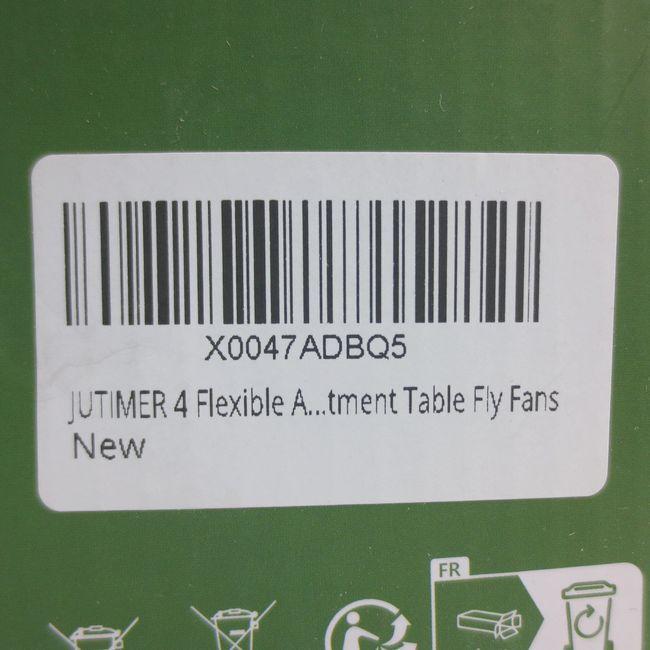 X0047ADBQ5
JUTIMER 4 Flexible A...tment Table Fly Fans
New
FR